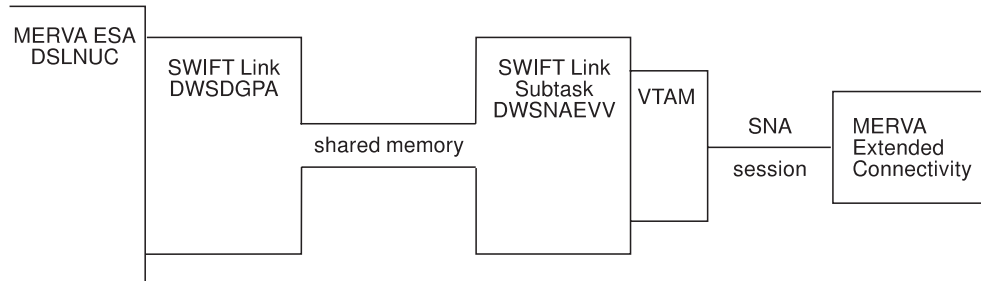 MERVA ESA
DSLNUC
SWIFT Link
DWSDGPA
shared memory
SWIFT Link
Subtask
DWSNAEVV
VTAM
SNA
session
MERVA
Extended
Connectivity